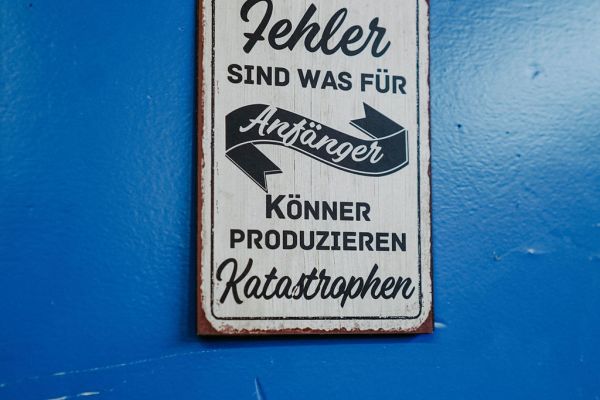 Fehler
SIND WAS FÜR
Anfänger
KÖNNER
PRODUZIEREN
Katastrophen